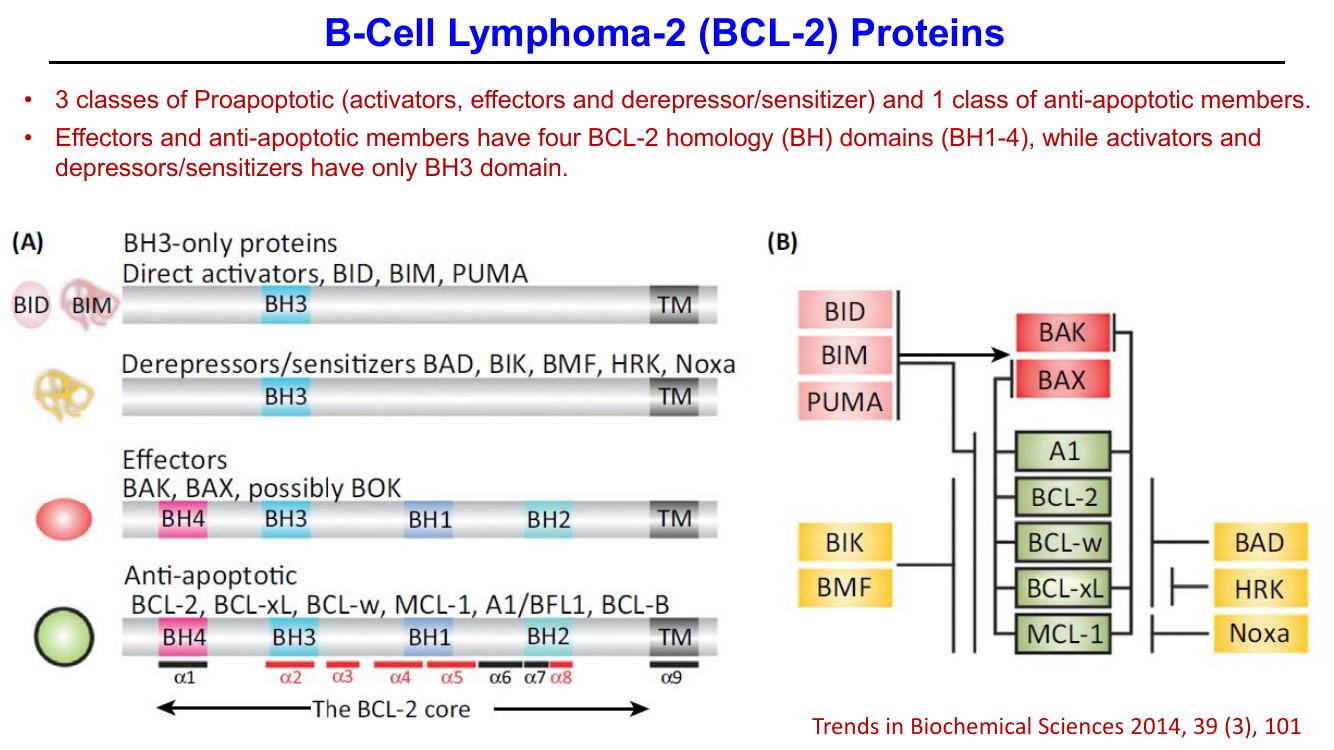 B-Cell Lymphoma-2 (BCL-2) Proteins
• 3 classes of Proapoptotic (activators, effectors and derepressor/sensitizer) and 1 class of anti-apoptotic members.
• Effectors and anti-apoptotic members have four BCL-2 homology (BH) domains (BH1-4), while activators and
depressors/sensitizers have only BH3 domain.
(A)
BH3-only proteins
Direct activators, BID, BIM, PUMA
BID BIM BH3 TM
Derepressors/sensitizers BAD, BIK, BMF, HRK, Noxa
BH3 TM
Effectors
BAK, BAX, possibly BOK
BH4 BH3 BH1 BH2 TM
Anti-apoptotic
BCL-2, BCL-xL, BCL-w, MCL-1, A1/BFL1, BCL-B
BH4 BH3 BH1 BH2 TM
α1 α2 α3 α4 α5 α6 α7 α8 α9
The BCL-2 core
(B)
BID
BIM
PUMA
BAK
BAX
A1
BCL-2
BCL-w
BCL-xL
MCL-1
BIK
BMF
BAD
HRK
Noxa
Trends in Biochemical Sciences 2014, 39 (3), 101